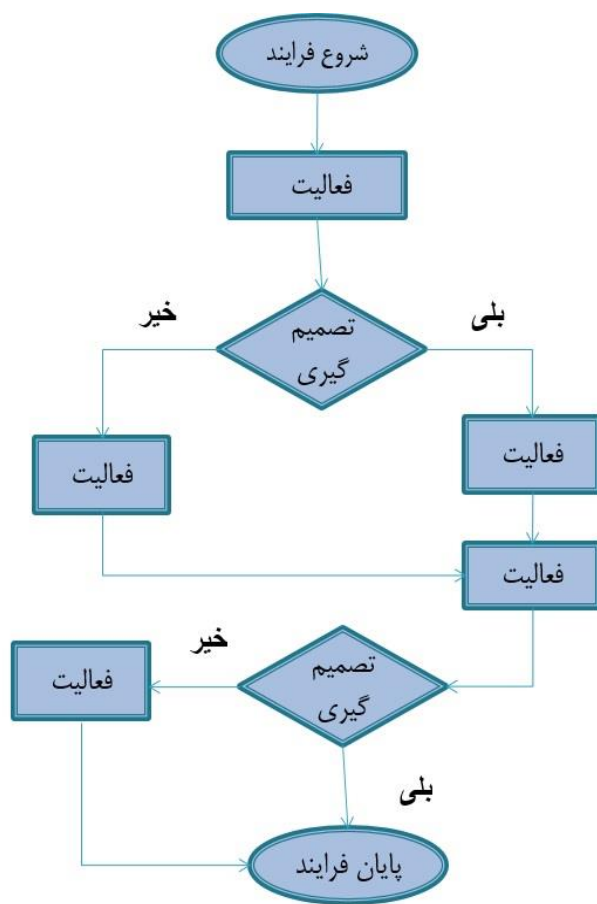 شروع فرایند
فعالیت
خیر
بلی
تصمیم
گیری
فعالیت
فعالیت
فعالیت
خیر
تصمیم
گیری
فعالیت
بلی
پایان فرایند